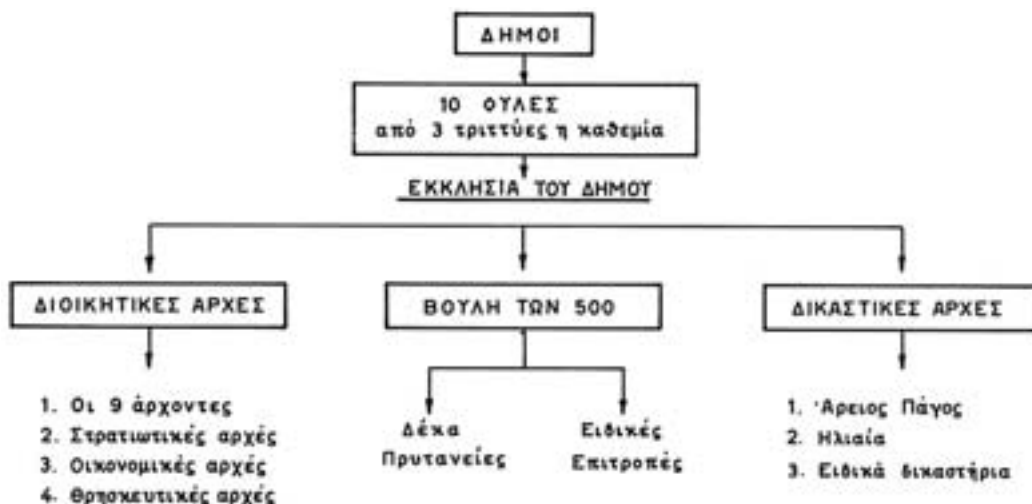 ΔΗΜΟΙ
10 ΦΥΛΕΣ
από 3 τριττύες η καθεμία
ΕΚΚΛΗΣΙΑ ΤΟΥ ΔΗΜΟΥ
ΔΙΟΙΚΗΤΙΚΕΣ ΑΡΧΕΣ
ΒΟΥΛΗ ΤΩΝ 500
ΔΙΚΑΣΤΙΚΕΣ ΑΡΧΕΣ
1. Οι 9 άρχοντες
2. Στρατιωτικές αρχές
3. Οικονομικές αρχές
4. Θρησκευτικές αρχές
Δέκα
Πρυτανείες
Ειδικές
Επιτροπές
1. Άρειος Πάγος
2. Ηλιαία
3. Ειδικά δικαστήρια